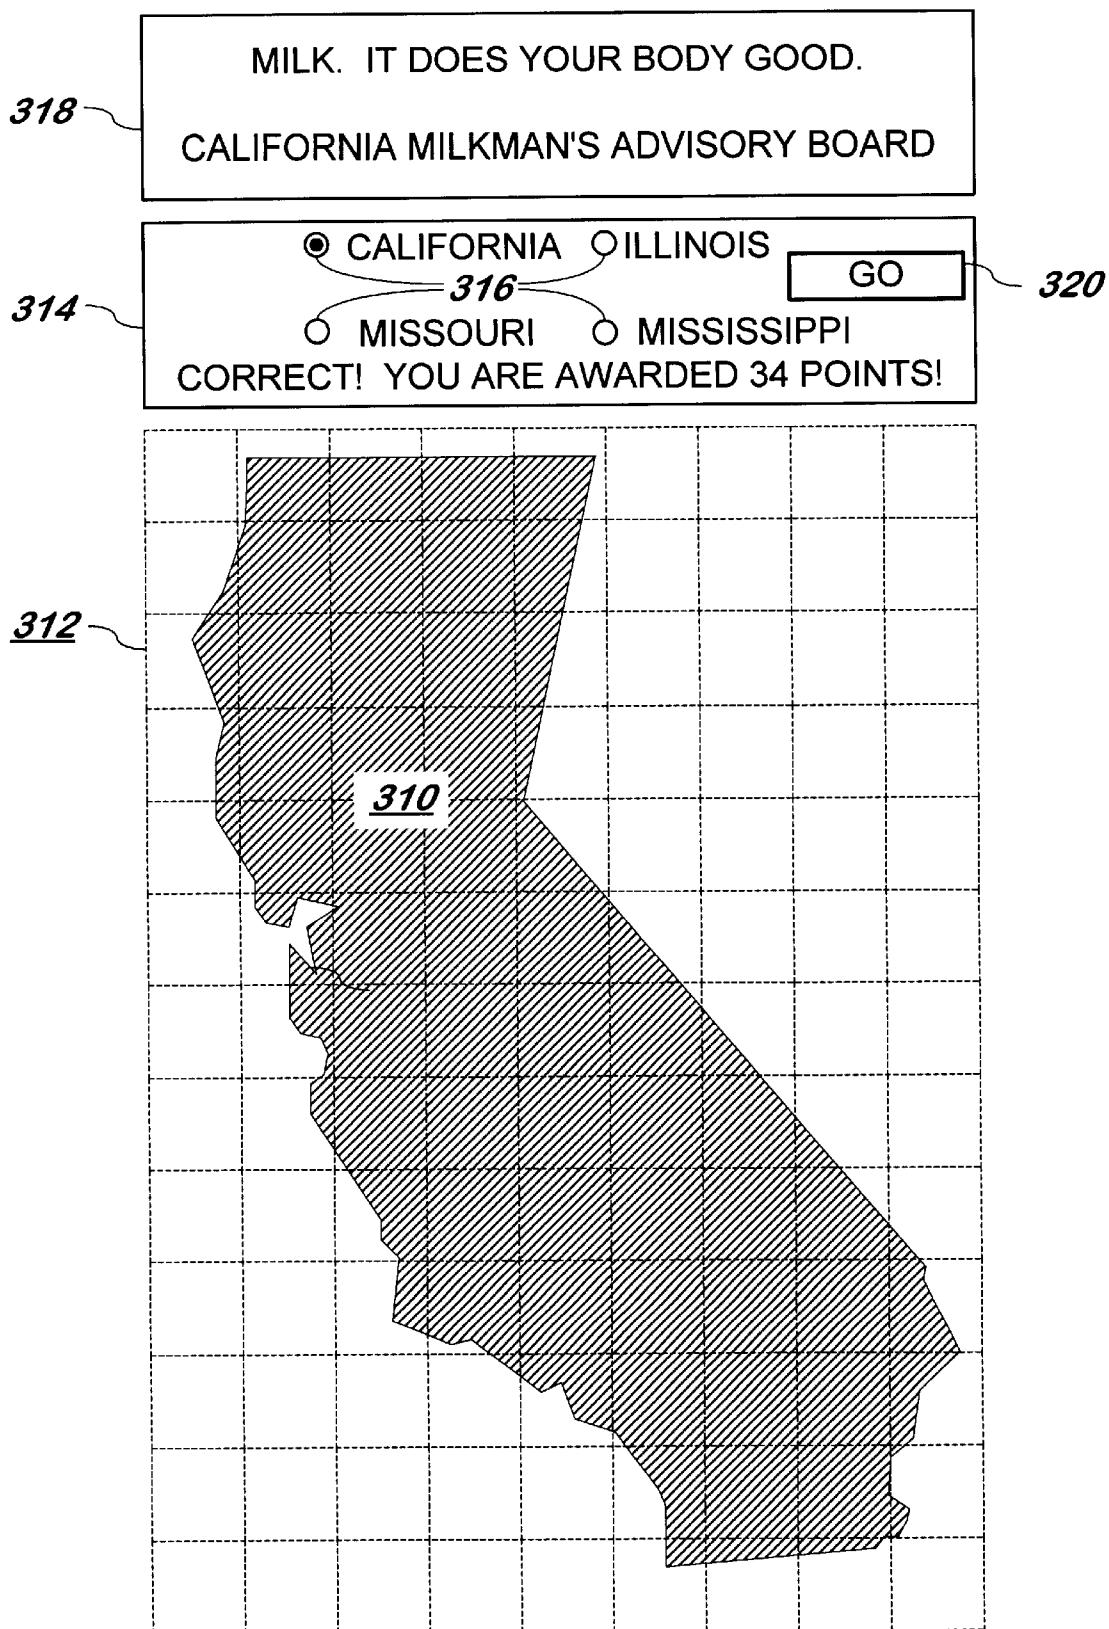 MILK. IT DOES YOUR BODY GOOD.
318
CALIFORNIA MILKMAN'S ADVISORY BOARD
CALIFORNIA ILLINOIS
GO
320
316
314
MISSOURI MISSISSIPPI
CORRECT! YOU ARE AWARDED 34 POINTS!
312
310